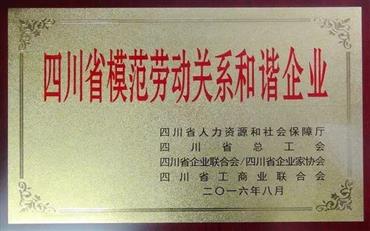 四川省模范劳动关系和谐企业
四川省人力资源和社会保障厅
四川省总工会
四川省企业联合会/四川省企业家协会
四川省工商业联合会
二〇一六年八月